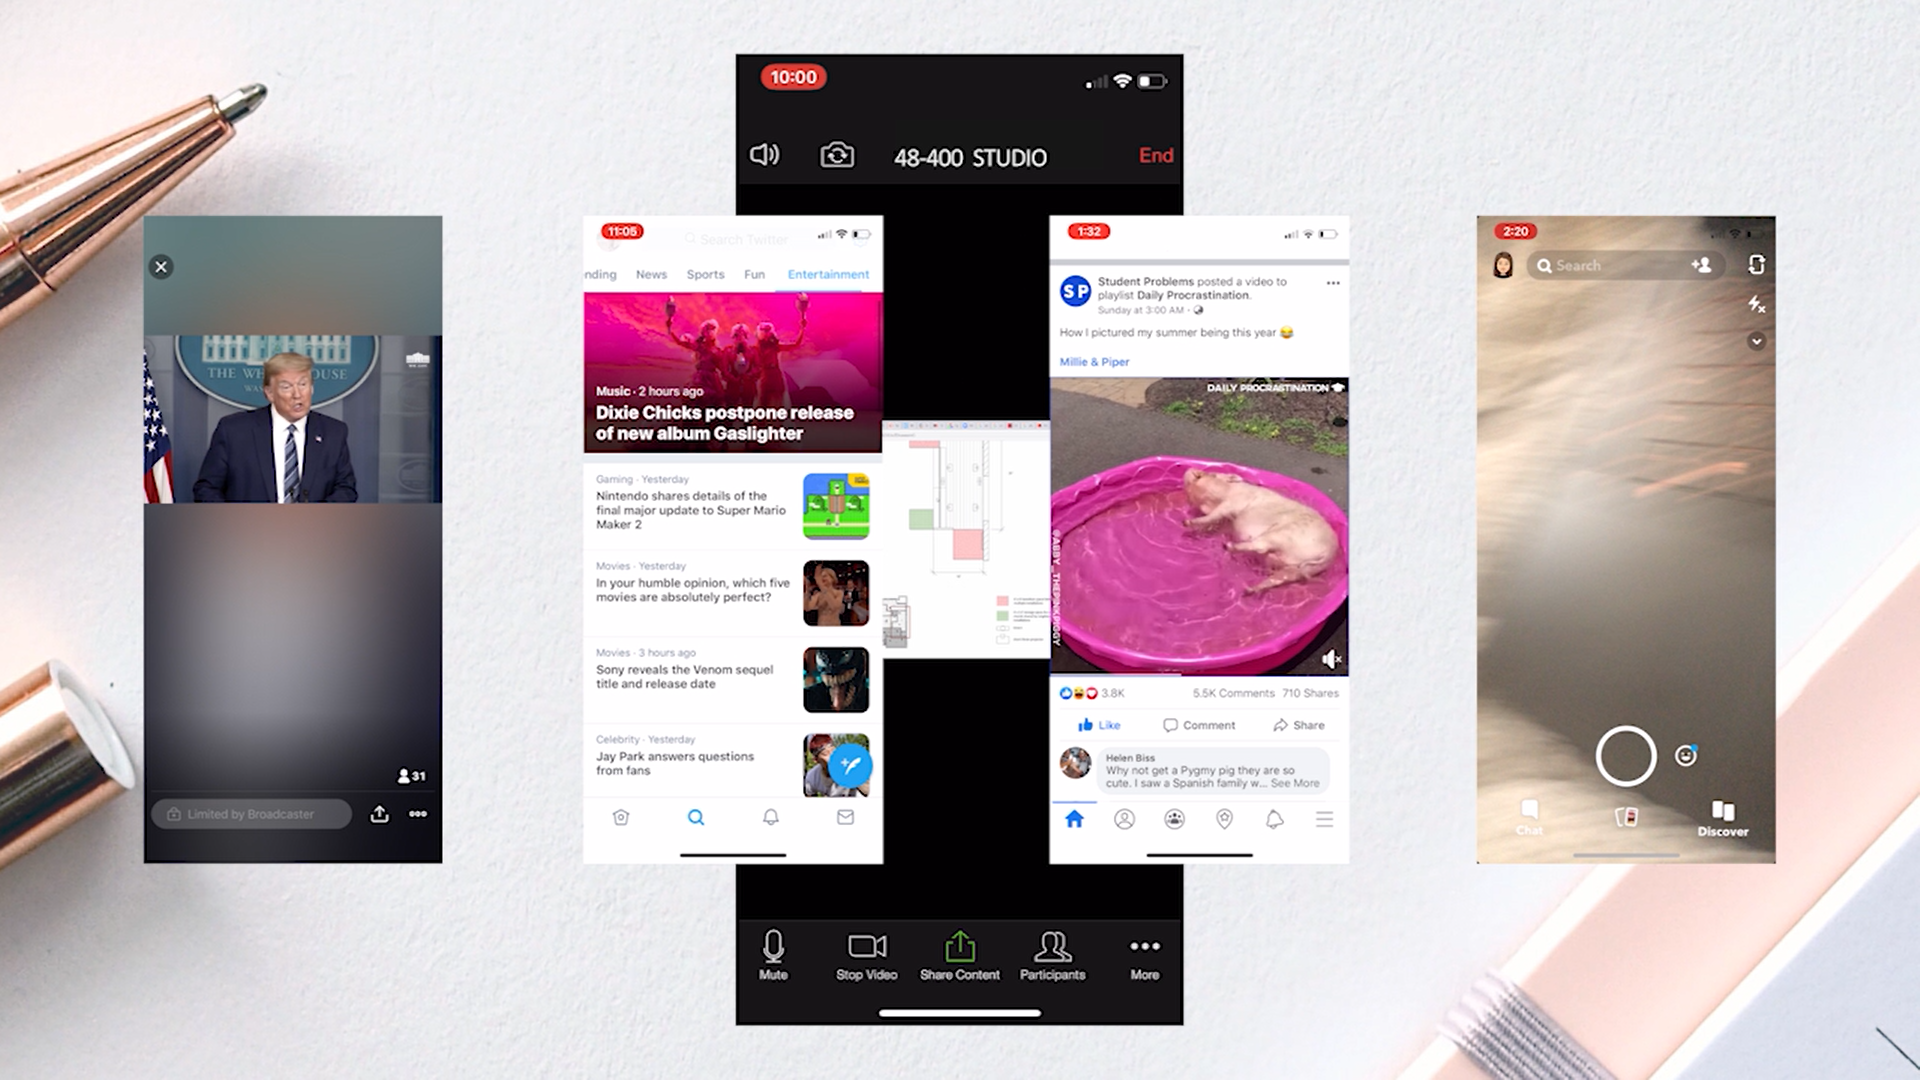 10:00
48-400 STUDIO
End
THE WH
OUSE
WAS
31
Limited by Broadcaster
11:05
Search Twitter
nding News Sports Fun Entertainment
Music · 2 hours ago
Dixie Chicks postpone release
of new album Gaslighter
Gaming · Yesterday
Nintendo shares details of the
final major update to Super Mario
Maker 2
Movies · Yesterday
In your humble opinion, which five
movies are absolutely perfect?
Movies · 3 hours ago
Sony reveals the Venom sequel
title and release date
Celebrity · Yesterday
Jay Park answers questions
from fans
1:32
SP
Student Problems posted a video to
playlist Daily Procrastination.
Sunday at 3:00 AM ·
How I pictured my summer being this year 😂
Millie & Piper
DAILY PROCRASTINATION
@ABBY_THEPINKPIGGY
3.8K 5.5K Comments 710 Shares
Like Comment Share
Helen Biss
Why not get a Pygmy pig they are so
cute. I saw a Spanish family w... See More
2:20
Search
Chat
Discover
Mute Stop Video Share Content Participants More